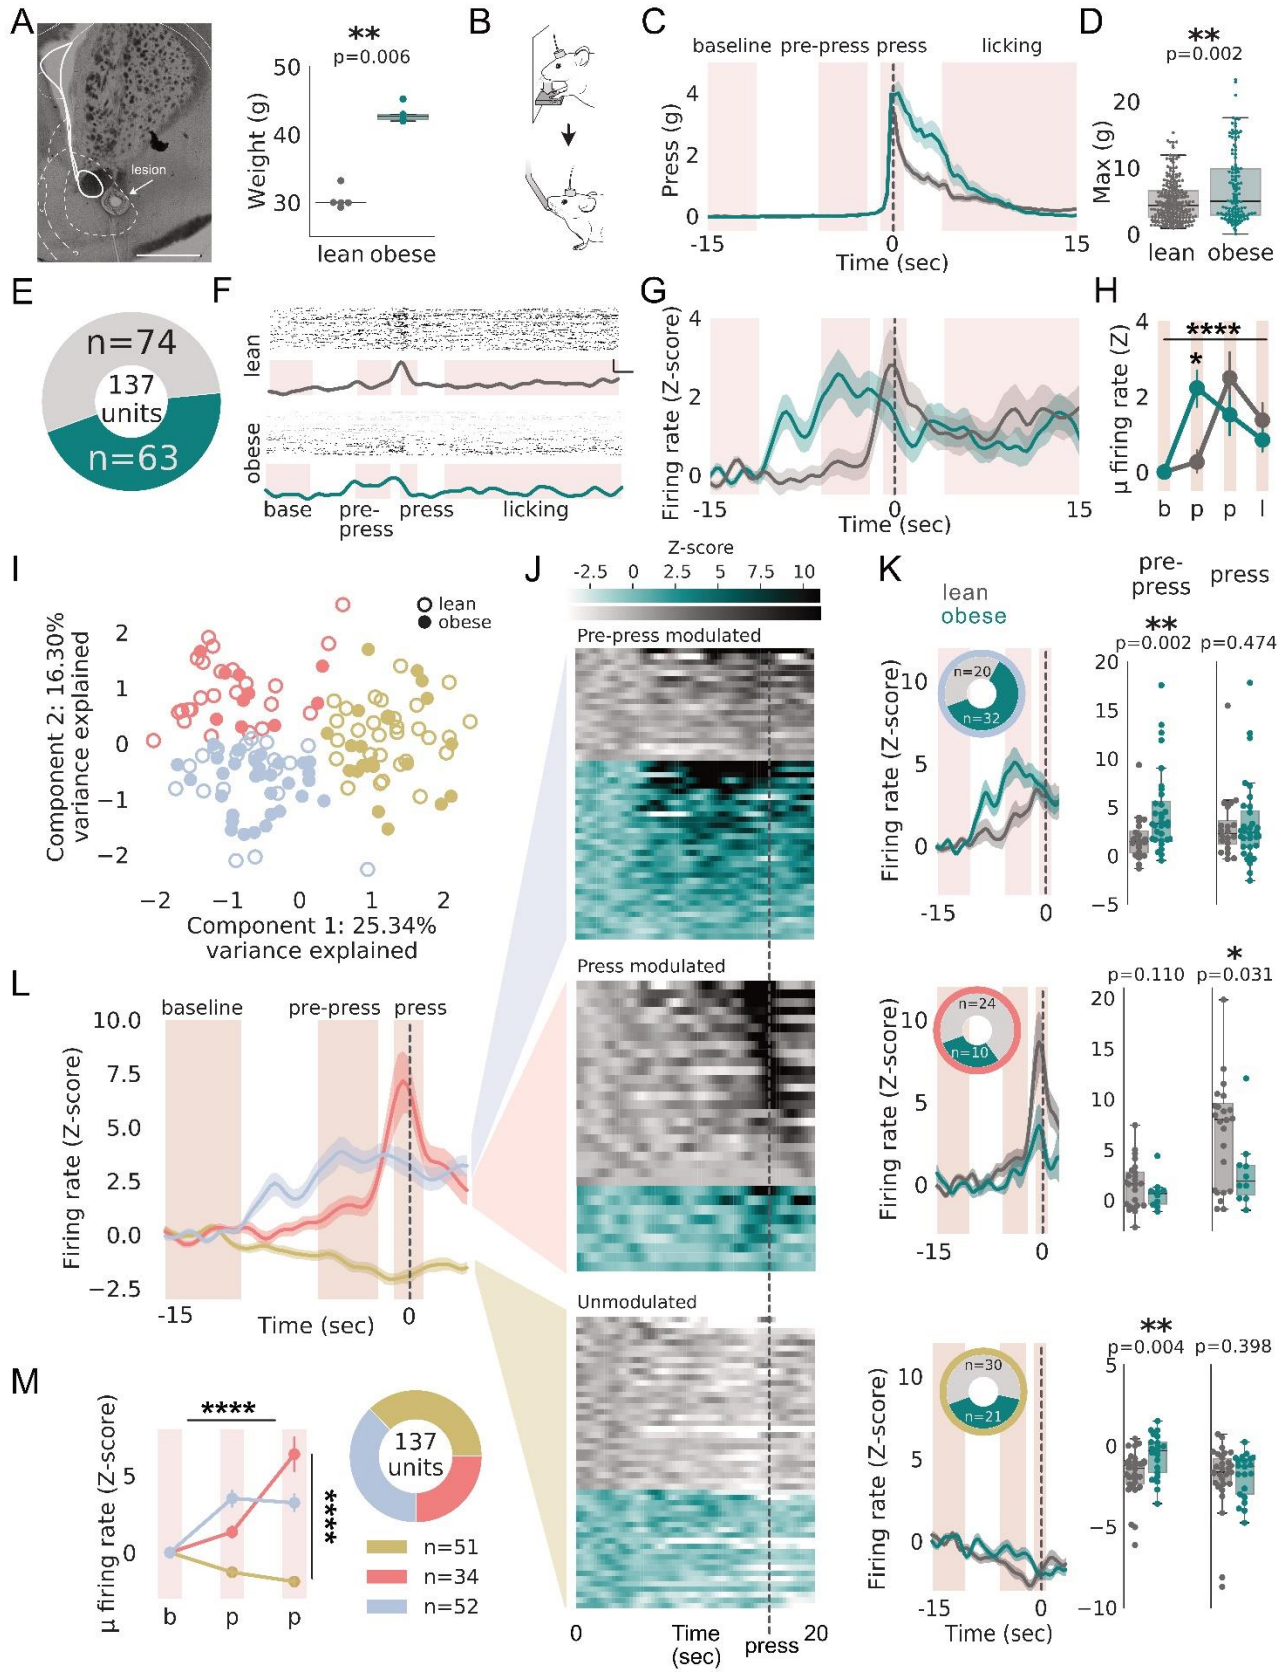 A
lesion
**
p=0.006
Weight (g)
50
40
30
lean obese
B
C
baseline pre-press press licking
Press (g)
4
2
0
-15 0 15
Time (sec)
D
**
p=0.002
Max (g)
20
10
0
lean obese
E
n=74
137
units
n=63
F
lean
obese
base pre-press press licking
G
Firing rate (Z-score)
4
2
0
-15 0 15
Time (sec)
H
****
*
μ firing rate (Z)
4
2
0
b p p l
I
lean
obese
Component 2: 16.30%
variance explained
2
1
0
−1
−2
−2 −1 0 1 2
Component 1: 25.34%
variance explained
J
Z-score
-2.5 0 2.5 5 7.5 10
Pre-press modulated
Press modulated
Unmodulated
0 Time (sec) press 20
K
lean
obese
pre-press press
**
p=0.002 p=0.474
Firing rate (Z-score)
10
5
0
n=20
n=32
-15 0
20
15
10
5
0
−5
*
p=0.110 p=0.031
Firing rate (Z-score)
10
5
0
n=24
n=10
-15 0
20
15
10
5
0
**
p=0.004 p=0.398
Firing rate (Z-score)
10
5
0
n=30
n=21
-15 0
Time (sec)
5
0
−5
−10
L
baseline pre-press press
Firing rate (Z-score)
10.0
7.5
5.0
2.5
0.0
−2.5
-15 0
Time (sec)
M
****
****
μ firing rate (Z-score)
5
0
b p p
137
units
n=51
n=34
n=52